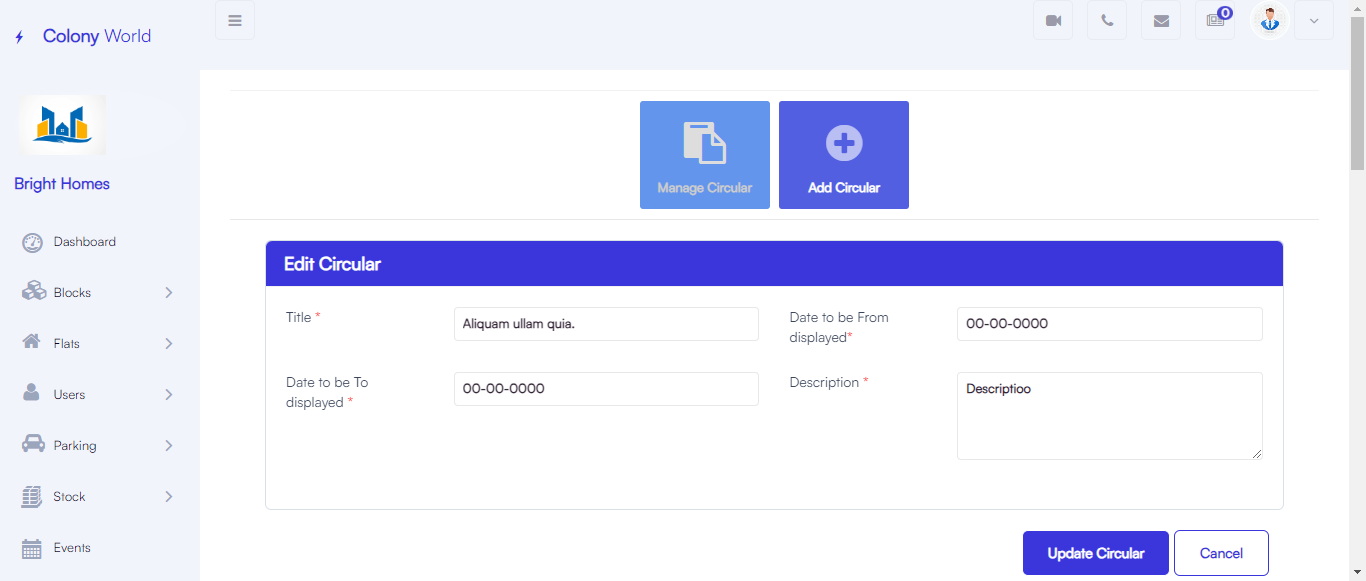 Colony World
0
Bright Homes
Dashboard
Blocks
Flats
Users
Parking
Stock
Events
Manage Circular
Add Circular
Edit Circular
Title *
Aliquam ullam quia.
Date to be From
displayed*
00-00-0000
Date to be To
displayed *
00-00-0000
Description *
Descriptioo
Update Circular
Cancel